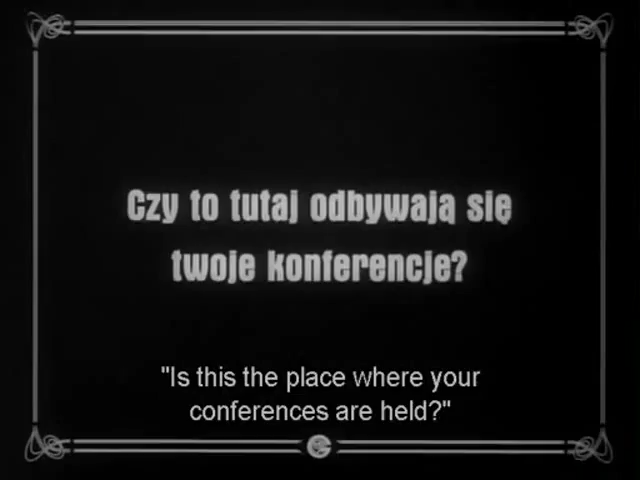 Czy to tutaj odbywają się
twoje konferencje?
"Is this the place where your
conferences are held?"